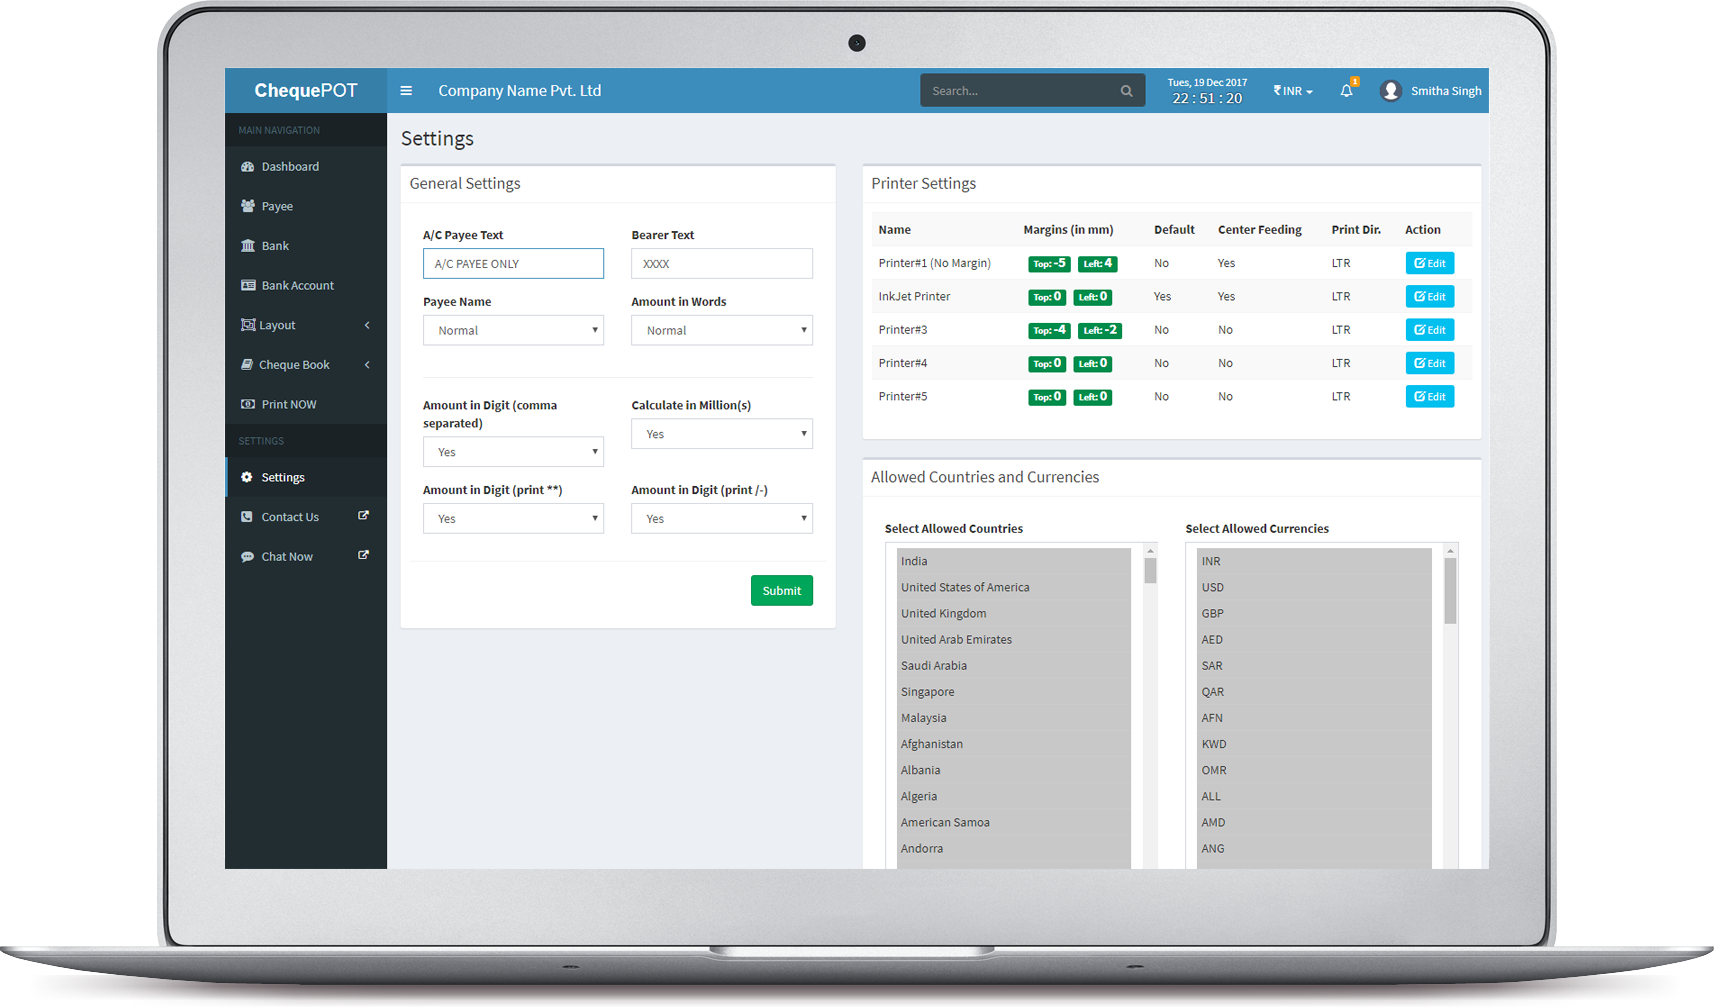 ChequePOT
Company Name Pvt. Ltd
Search...
Tues, 19 Dec 2017
22 : 51 : 20
₹ INR
1
Smitha Singh
MAIN NAVIGATION
Dashboard
Payee
Bank
Bank Account
Layout
Cheque Book
Print NOW
SETTINGS
Settings
Contact Us
Chat Now
Settings
General Settings
A/C Payee Text
Bearer Text
A/C PAYEE ONLY
XXXX
Payee Name
Amount in Words
Normal
Normal
Amount in Digit (comma
separated)
Calculate in Million(s)
Yes
Yes
Amount in Digit (print **)
Amount in Digit (print /-)
Yes
Yes
Submit
Printer Settings
Name Margins (in mm) Default Center Feeding Print Dir. Action
Printer#1 (No Margin) Top: -5 Left: 4 No Yes LTR Edit
InkJet Printer Top: 0 Left: 0 Yes Yes LTR Edit
Printer#3 Top: -4 Left: -2 No No LTR Edit
Printer#4 Top: 0 Left: 0 No No LTR Edit
Printer#5 Top: 0 Left: 0 No No LTR Edit
Allowed Countries and Currencies
Select Allowed Countries
India
United States of America
United Kingdom
United Arab Emirates
Saudi Arabia
Singapore
Malaysia
Afghanistan
Albania
Algeria
American Samoa
Andorra
Select Allowed Currencies
INR
USD
GBP
AED
SAR
QAR
AFN
KWD
OMR
ALL
AMD
ANG